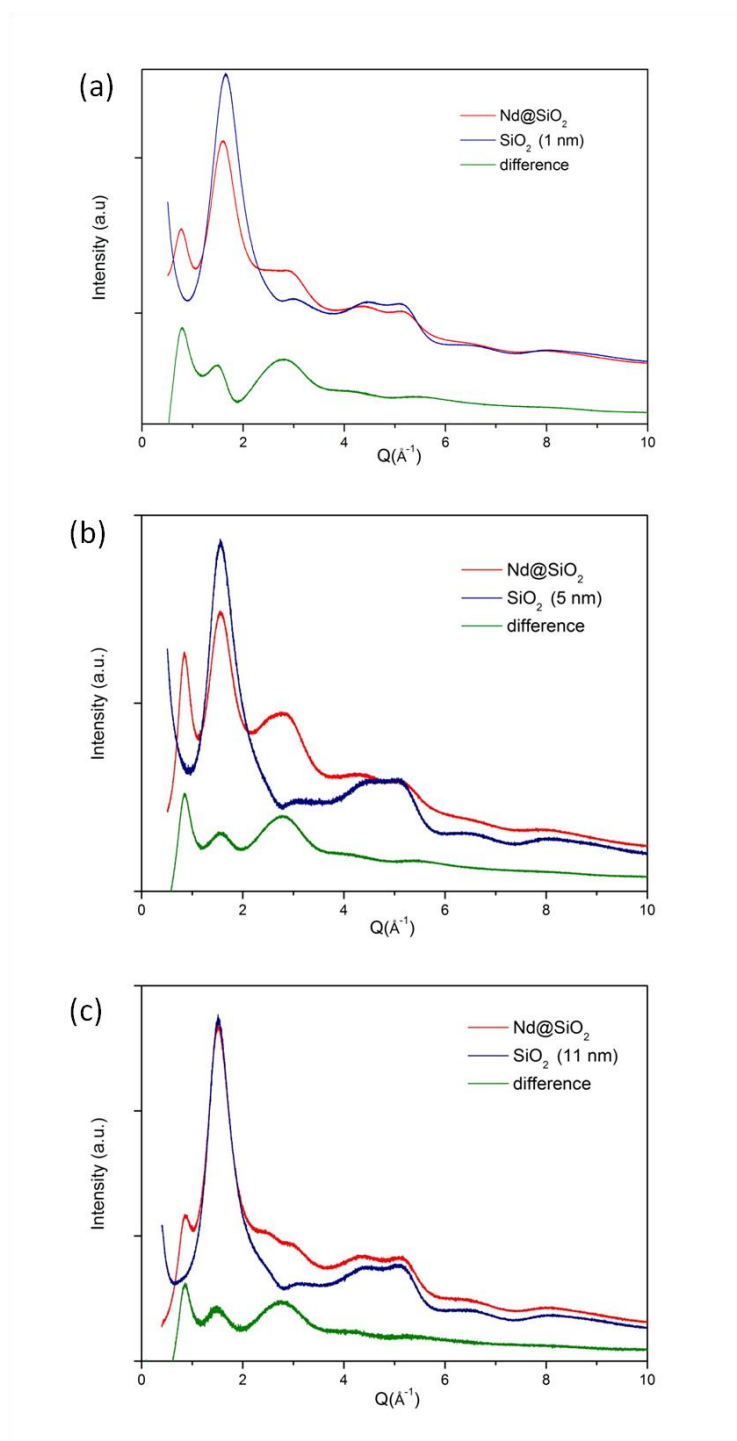 (a)
Nd@SiO₂
SiO₂ (1 nm)
difference
Intensity (a.u)
0 2 4 6 8 10
Q(Å⁻¹)
(b)
Nd@SiO₂
SiO₂ (5 nm)
difference
Intensity (a.u.)
0 2 4 6 8 10
Q(Å⁻¹)
(c)
Nd@SiO₂
SiO₂ (11 nm)
difference
Intensity (a.u.)
0 2 4 6 8 10
Q(Å⁻¹)